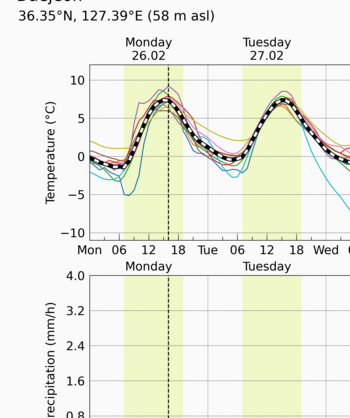 36.35°N, 127.39°E (58 m asl)
Monday Tuesday
26.02 27.02
Temperature (°C)
10
5
0
−5
−10
Mon 06 12 18 Tue 06 12 18 Wed
Monday Tuesday
4.0
3.2
2.4
1.6
0.8
recipitation (mm/h)